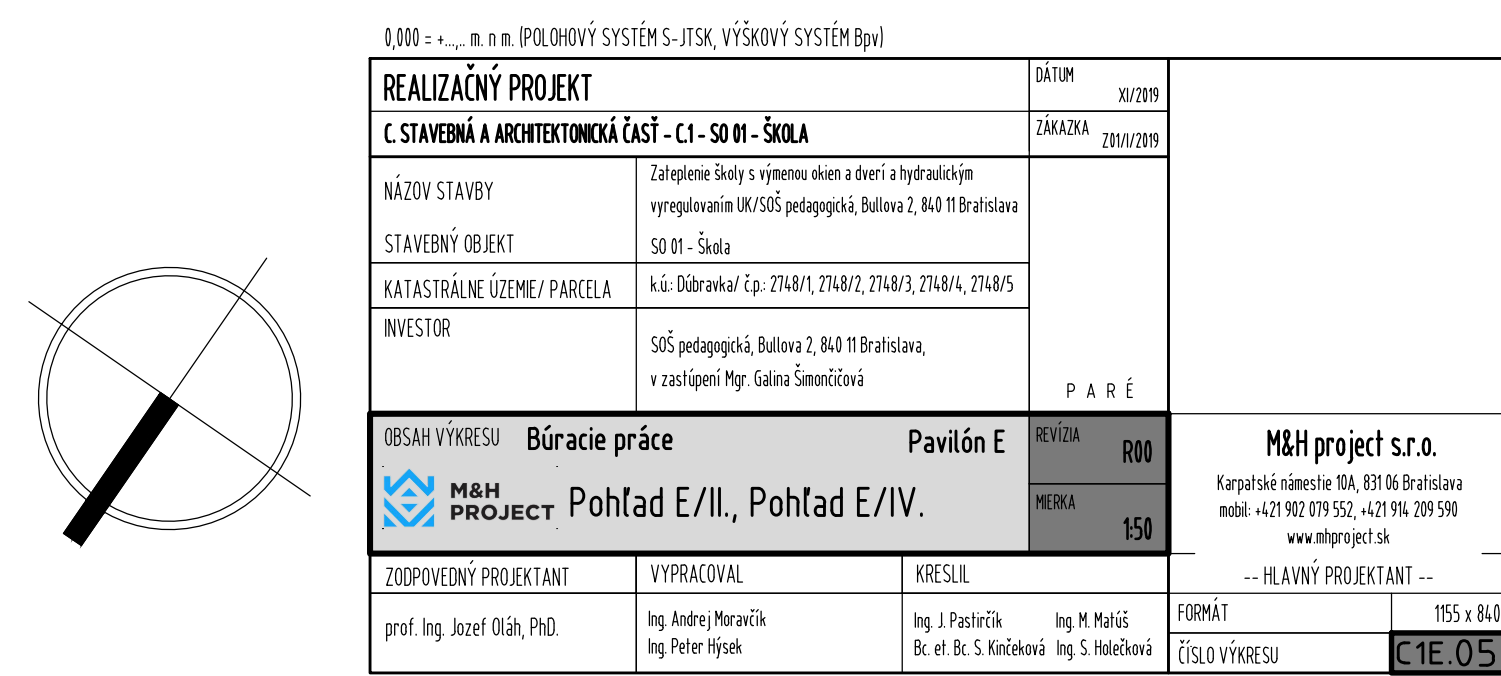 0,000 = +...,.. m. n m. (POLOHOVÝ SYSTÉM S-JTSK, VÝŠKOVÝ SYSTÉM Bpv)
REALIZAČNÝ PROJEKT
DÁTUM
XI/2019
C. STAVEBNÁ A ARCHITEKTONICKÁ ČASŤ - C.1 - SO 01 - ŠKOLA
ZÁKAZKA
Z01/I/2019
NÁZOV STAVBY
Zateplenie školy s výmenou okien a dverí a hydraulickým
vyregulovaním UK/SOŠ pedagogická, Bullova 2, 840 11 Bratislava
STAVEBNÝ OBJEKT
SO 01 - Škola
KATASTRÁLNE ÚZEMIE/ PARCELA
k.ú.: Dúbravka/ č.p.: 2748/1, 2748/2, 2748/3, 2748/4, 2748/5
INVESTOR
SOŠ pedagogická, Bullova 2, 840 11 Bratislava,
v zastúpení Mgr. Galina Šimončičová
P A R É
OBSAH VÝKRESU Búracie práce Pavilón E
REVÍZIA
R00
M&H
PROJECT
Pohľad E/II., Pohľad E/IV.
MIERKA
1:50
M&H project s.r.o.
Karpatské námestie 10A, 831 06 Bratislava
mobil: +421 902 079 552, +421 914 209 590
www.mhproject.sk
-- HLAVNÝ PROJEKTANT --
ZODPOVEDNÝ PROJEKTANT
prof. Ing. Jozef Oláh, PhD.
VYPRACOVAL
Ing. Andrej Moravčík
Ing. Peter Hýsek
KRESLIL
Ing. J. Pastirčík Ing. M. Matúš
Bc. et. Bc. S. Kinčeková Ing. S. Holečková
FORMÁT
1155 x 840
ČÍSLO VÝKRESU
C1E.05